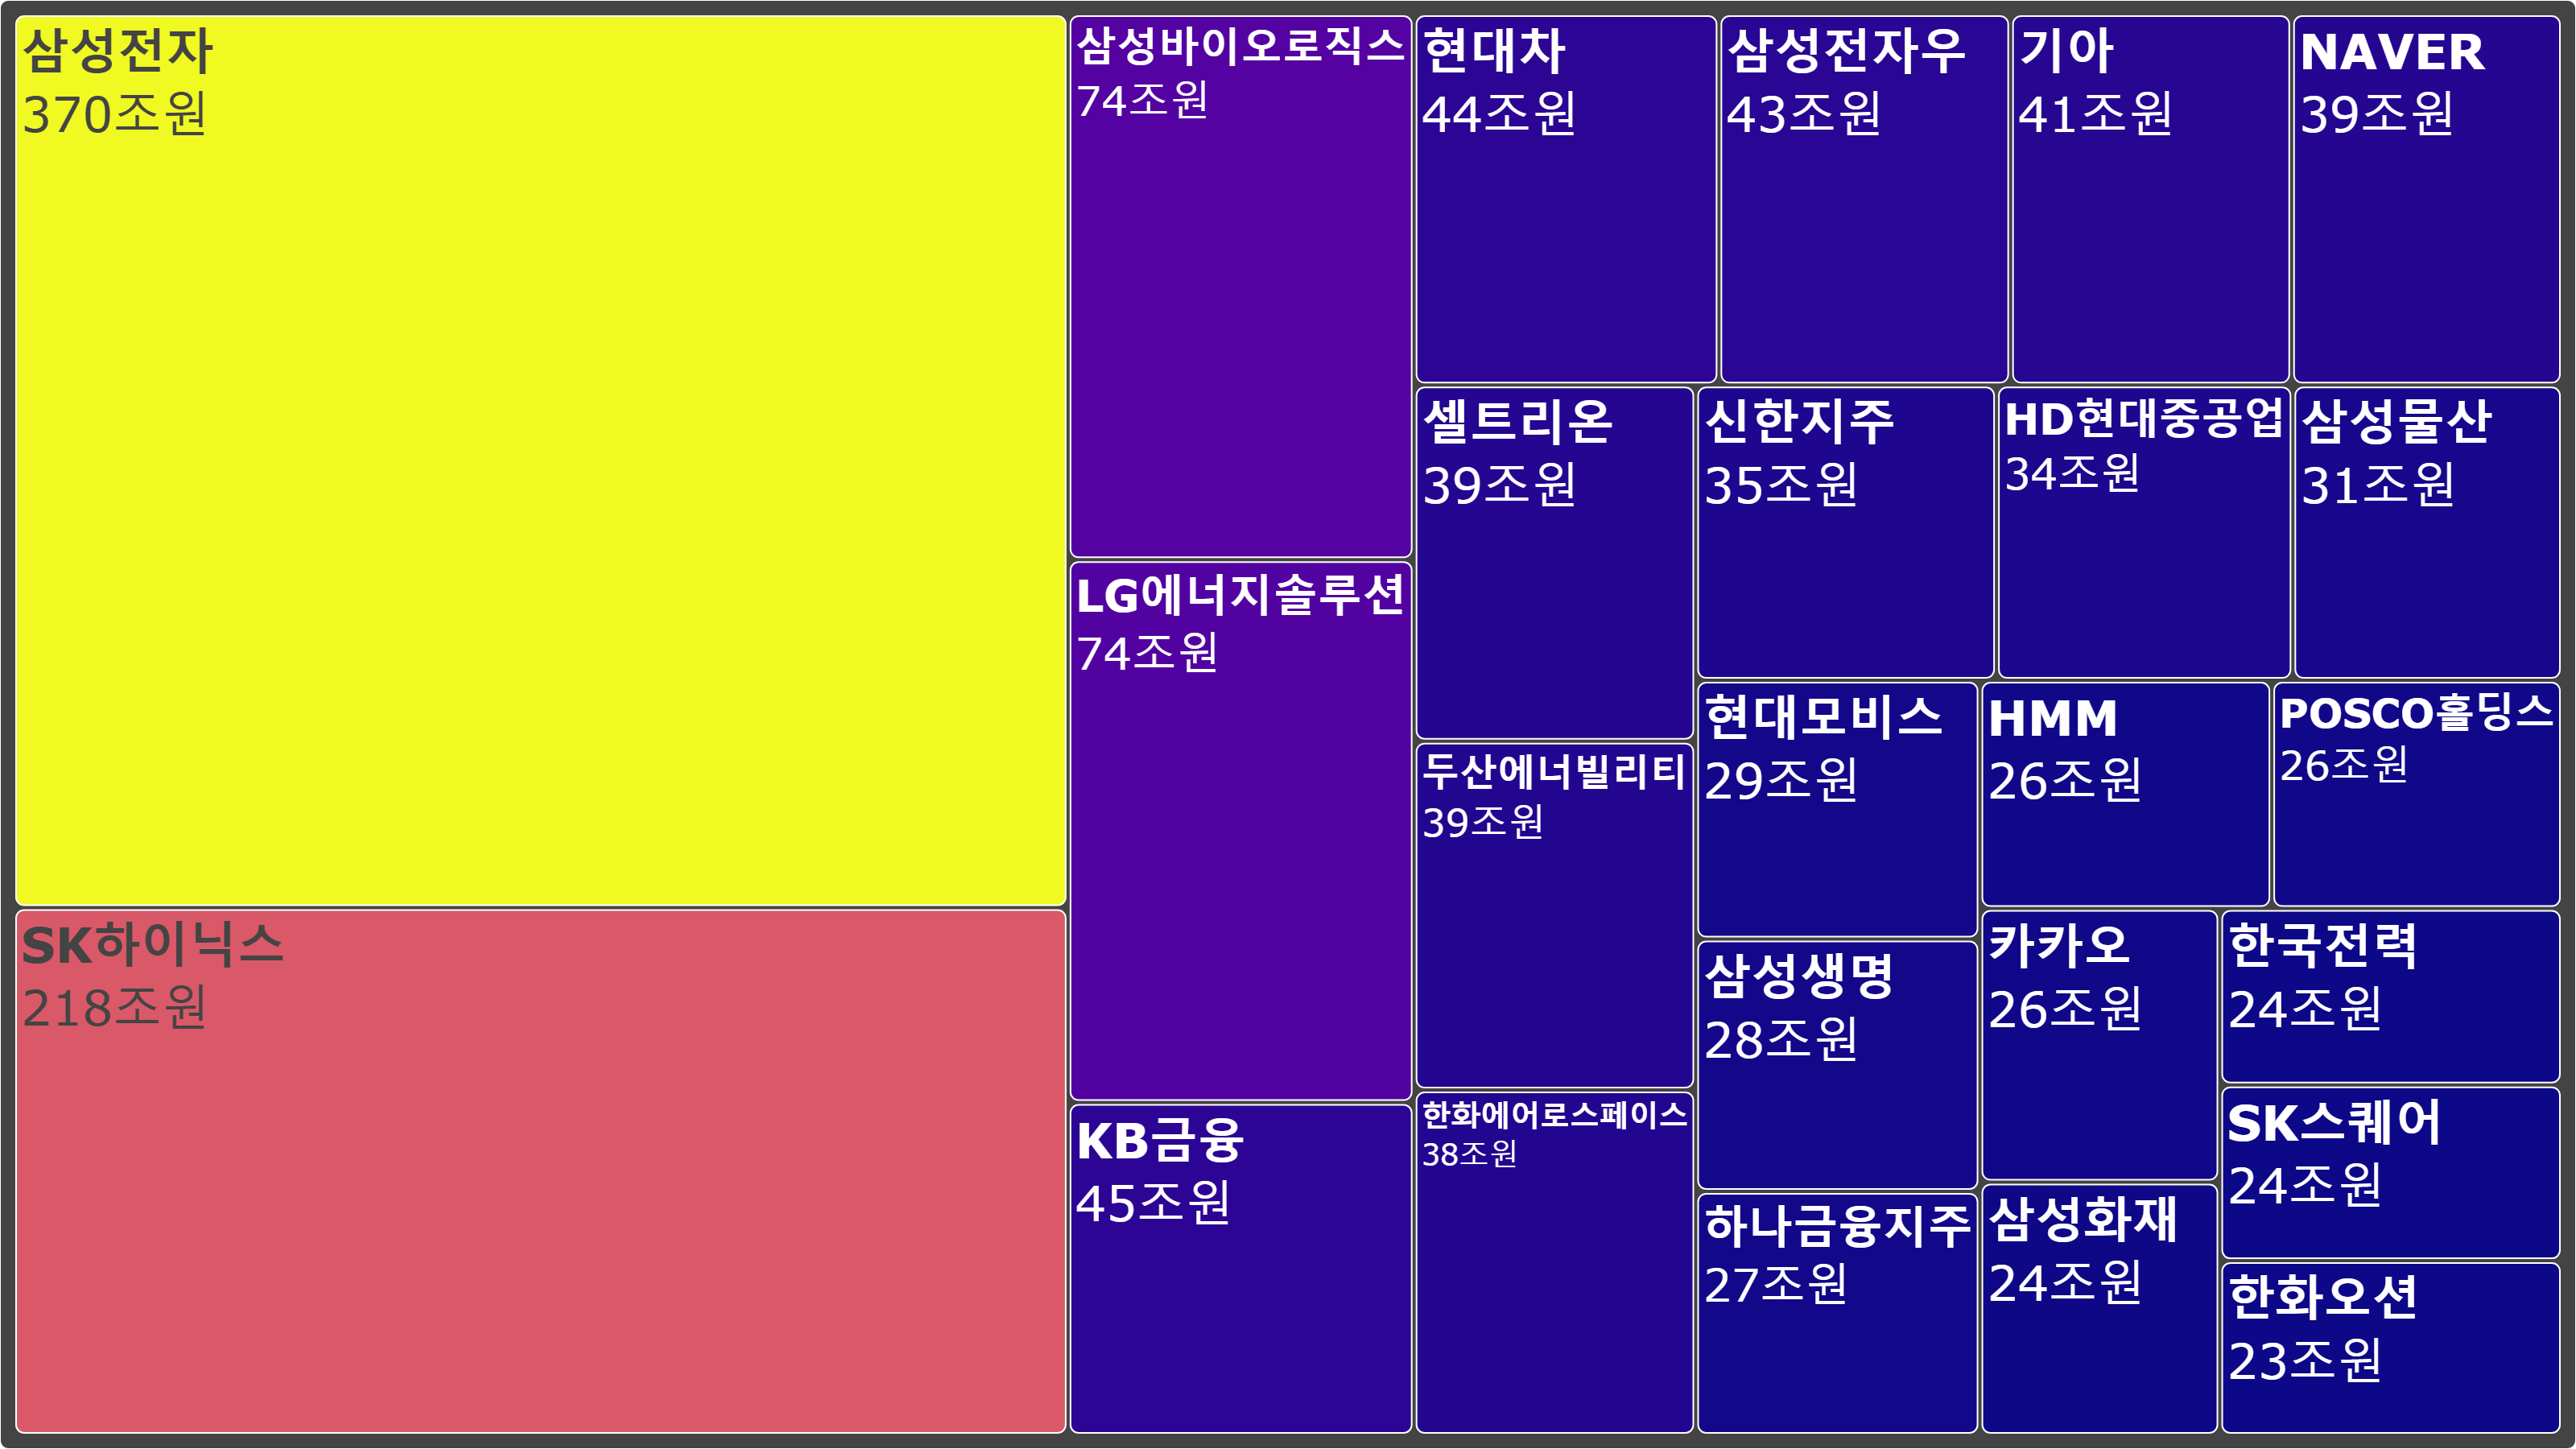 삼성전자
370조원
SK하이닉스
218조원
삼성바이오로직스
74조원
LG에너지솔루션
74조원
KB금융
45조원
현대차
44조원
삼성전자우
43조원
기아
41조원
NAVER
39조원
셀트리온
39조원
두산에너빌리티
39조원
한화에어로스페이스
38조원
신한지주
35조원
HD현대중공업
34조원
삼성물산
31조원
현대모비스
29조원
삼성생명
28조원
하나금융지주
27조원
HMM
26조원
POSCO홀딩스
26조원
카카오
26조원
삼성화재
24조원
한국전력
24조원
SK스퀘어
24조원
한화오션
23조원